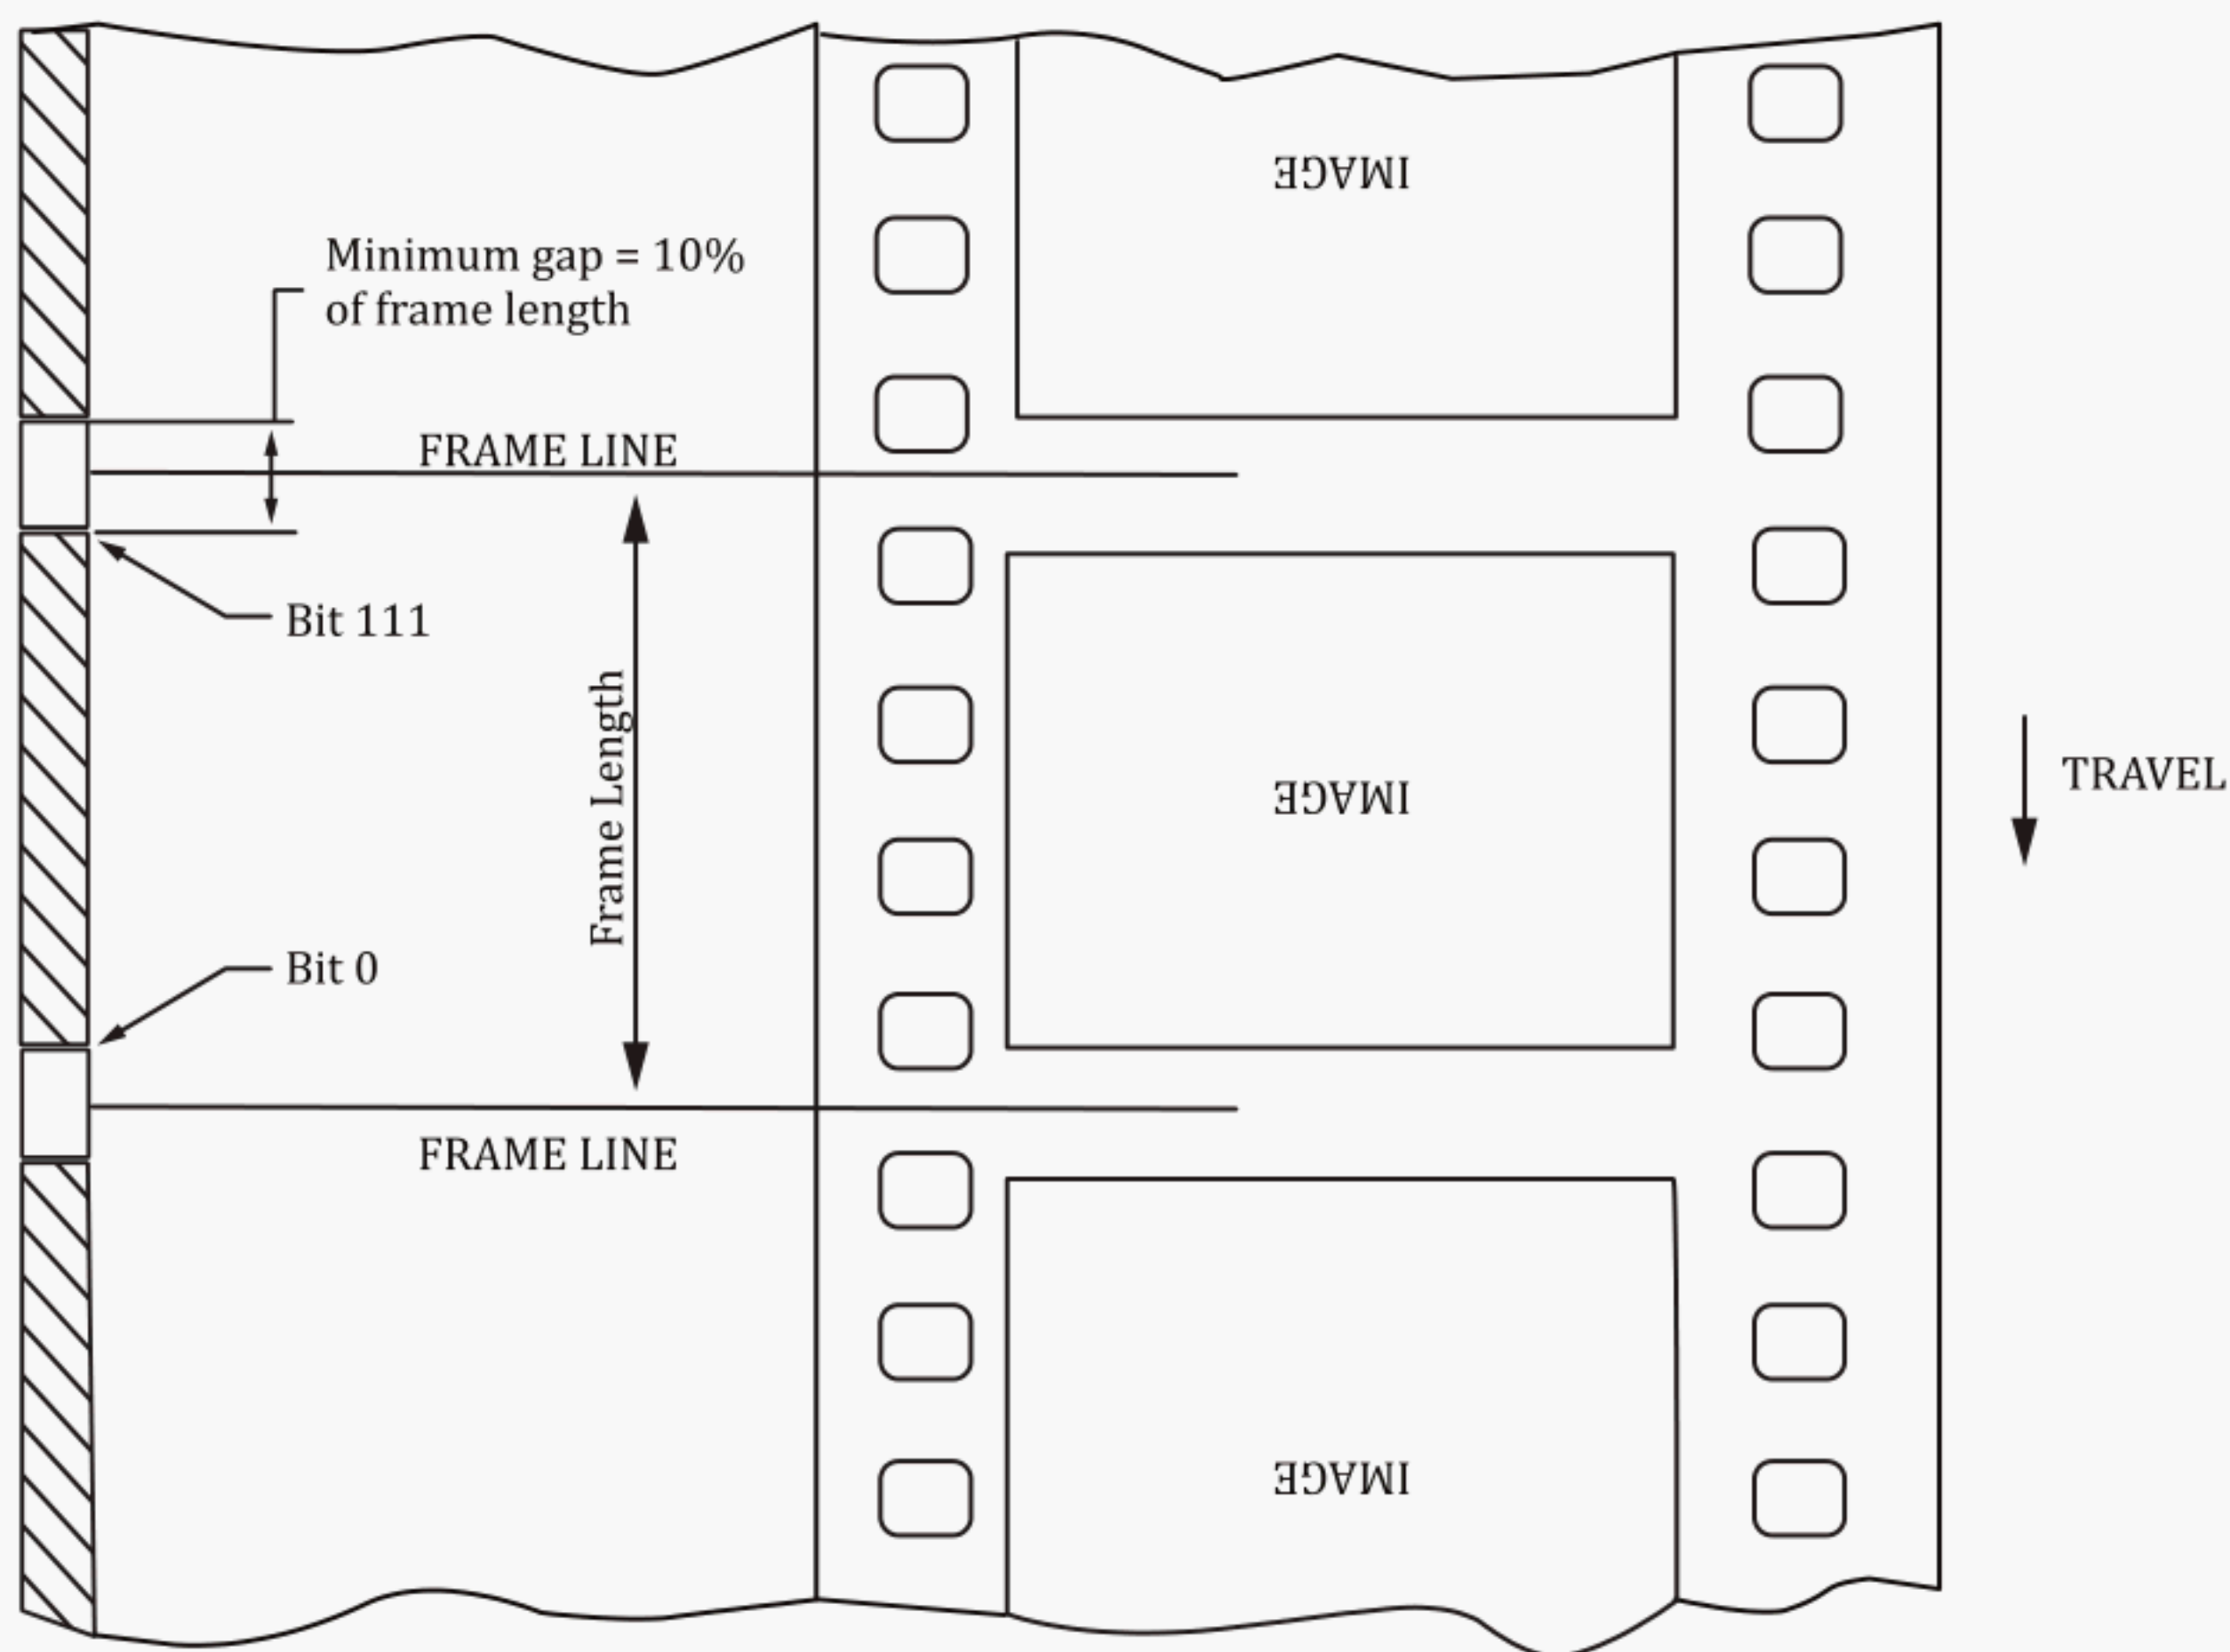 IMAGE
Minimum gap = 10%
of frame length
FRAME LINE
Bit 111
Frame Length
TRAVEL
IMAGE
Bit 0
FRAME LINE
IMAGE